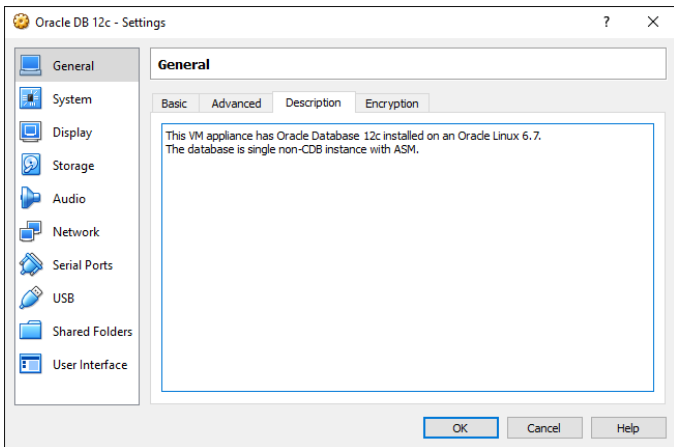 Oracle DB 12c - Settings
?
General
System
Display
Storage
Audio
Network
Serial Ports
USB
Shared Folders
User Interface
General
Basic Advanced Description Encryption
This VM appliance has Oracle Database 12c installed on an Oracle Linux 6.7.
The database is single non-CDB instance with ASM.
OK Cancel Help